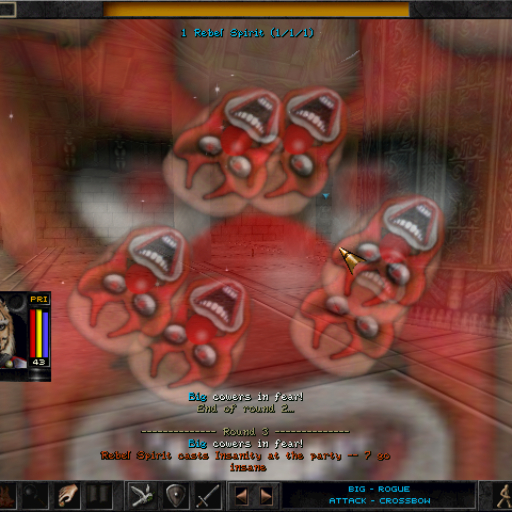 1 Rebel Spirit (1/1/1)
PRI
43
Big cowers in fear!
End of round 2...
-------------- Round 3 --------------
Big cowers in fear!
Rebel Spirit casts Insanity at the party -- 7 go
insane
BIG - ROGUE
ATTACK - CROSSBOW